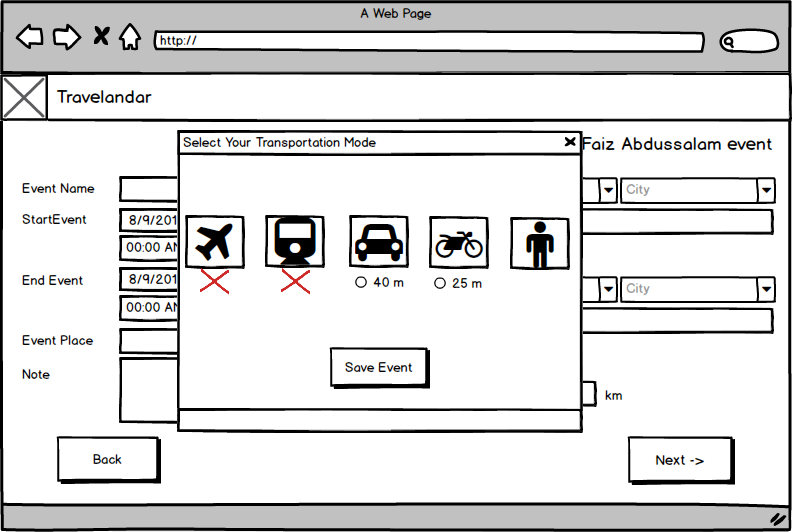 A Web Page
http://
Travelandar
Select Your Transportation Mode
Faiz Abdussalam event
Event Name
City
StartEvent
8/9/201
00:00 AM
40 m
25 m
End Event
8/9/201
City
00:00 AM
Event Place
Save Event
Note
km
Back
Next ->